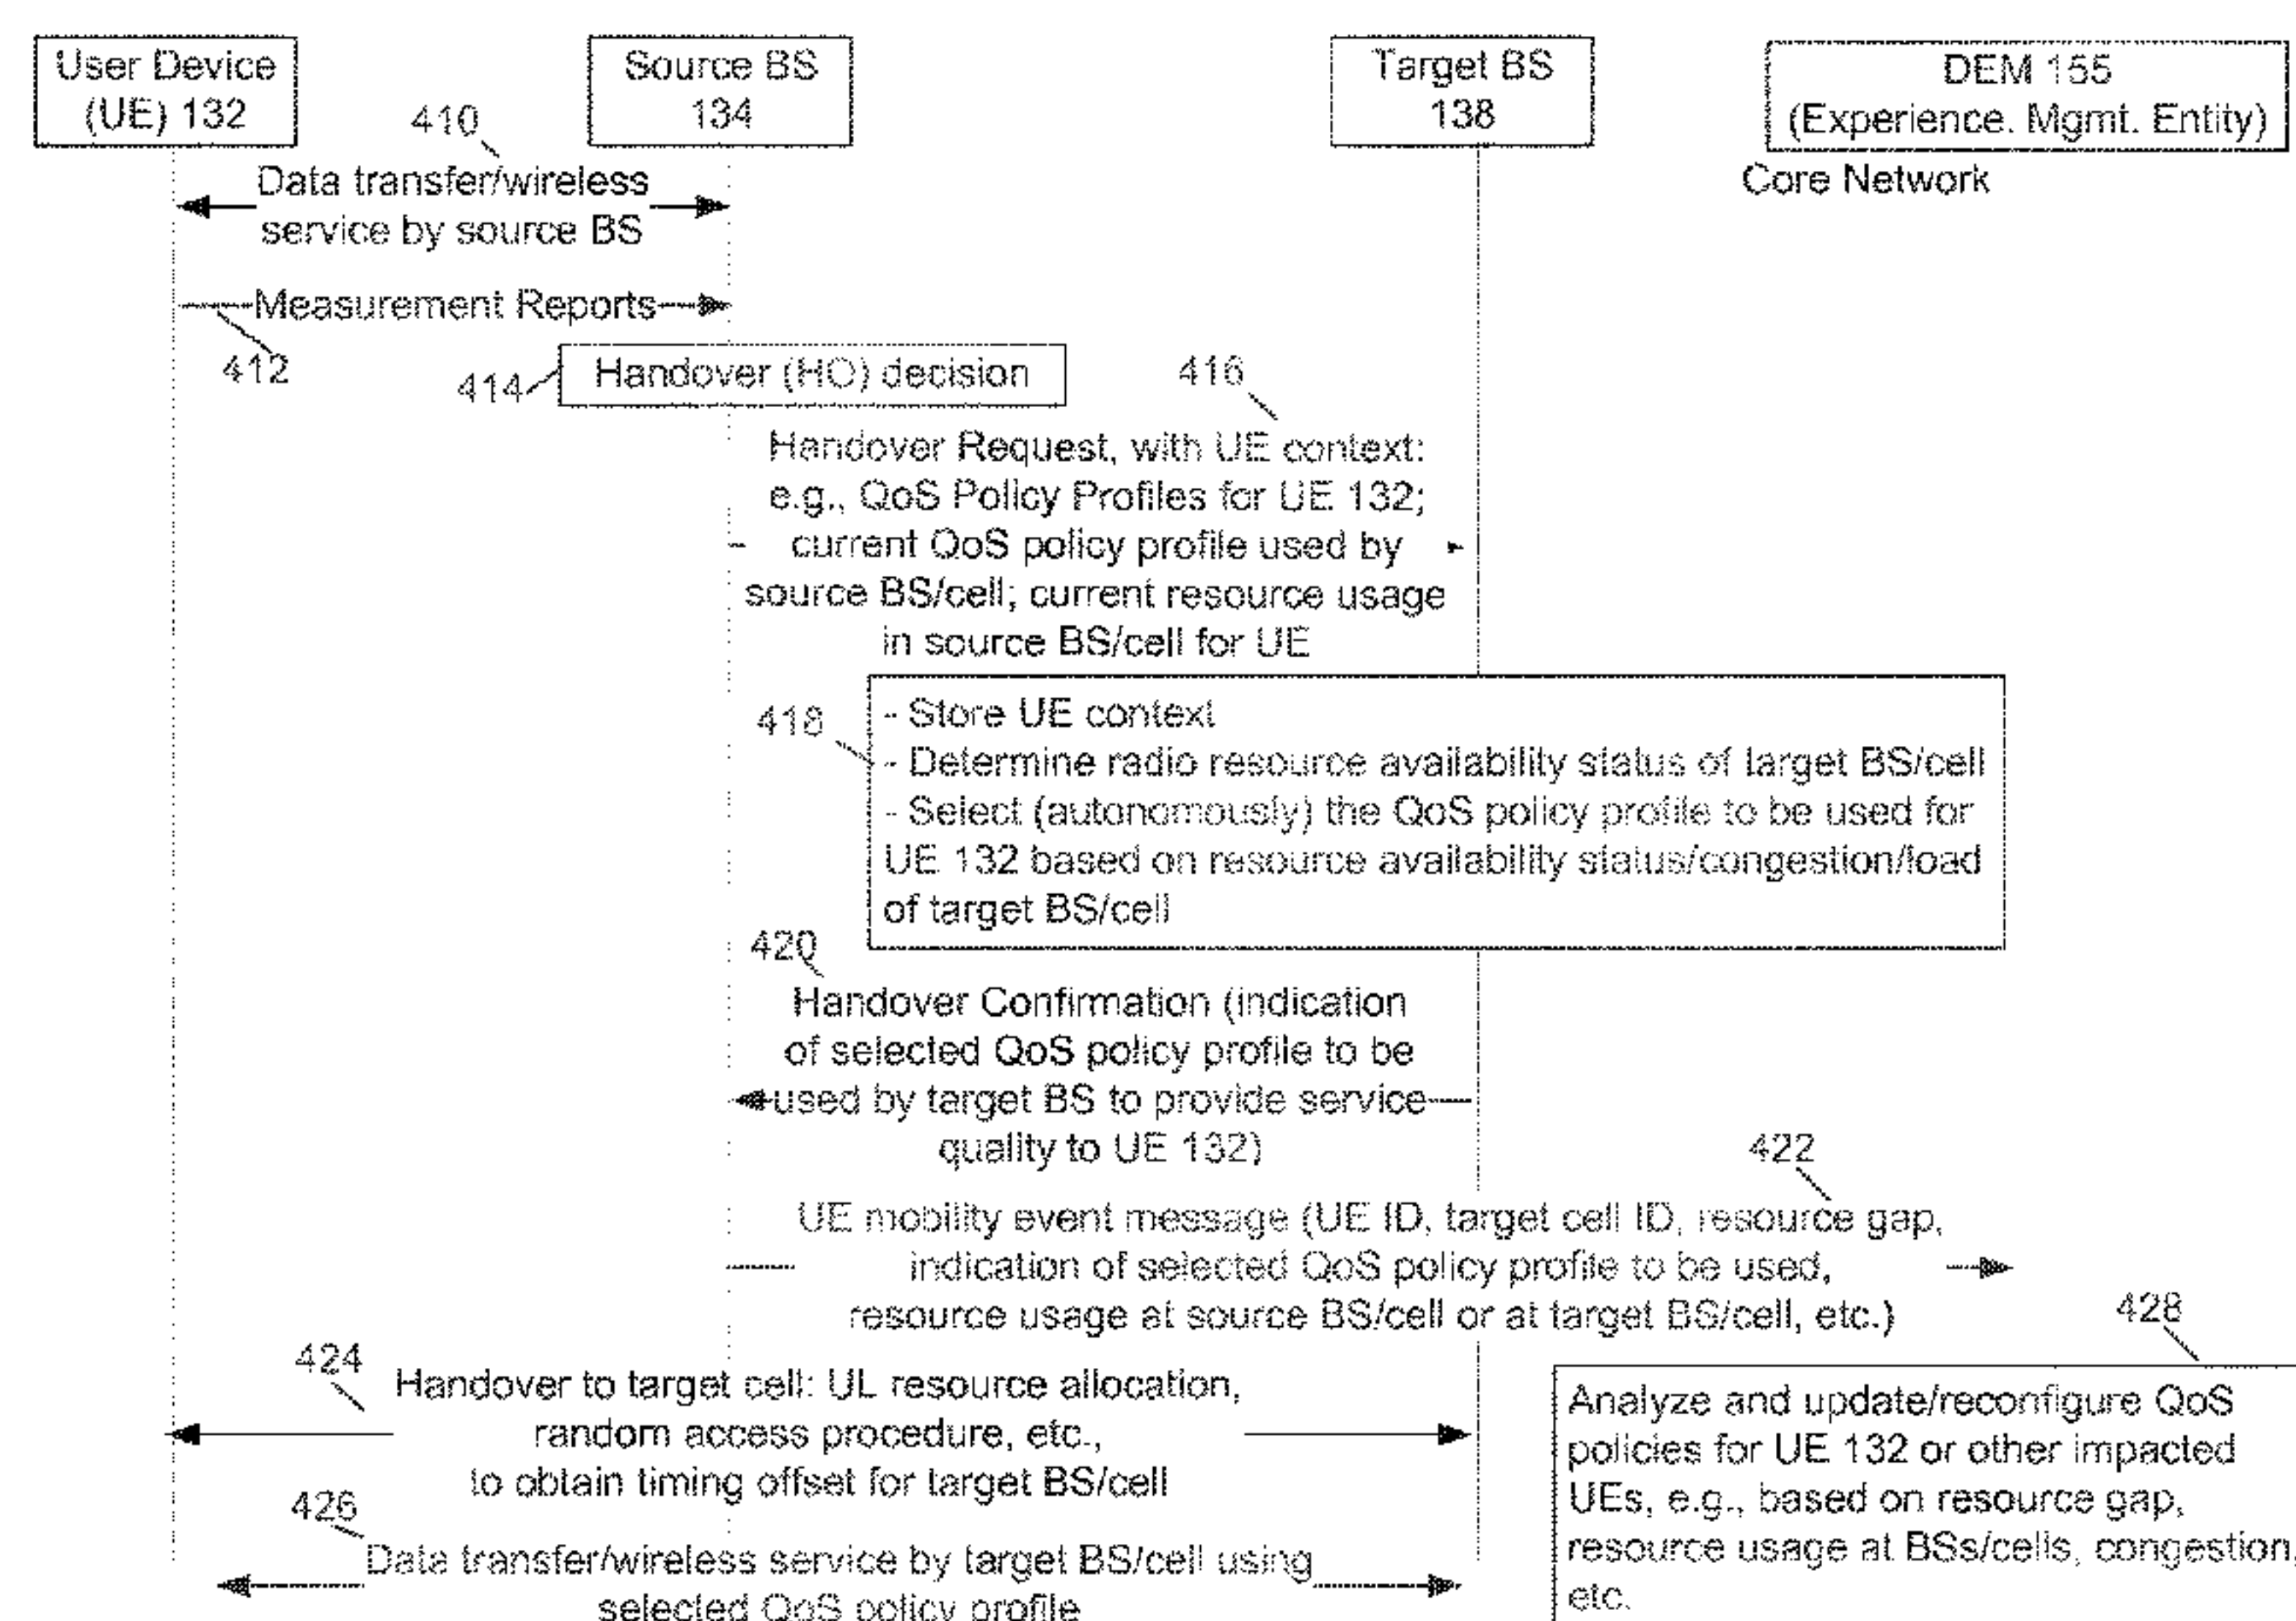 User Device
(UE) 132
Source BS
134
Target BS
138
DEM 155
(Experience. Mgmt. Entity)
Core Network
410
Data transfer/wireless
service by source BS
Measurement Reports
412
414
Handover (HO) decision
416
Handover Request, with UE context:
e.g., QoS Policy Profiles for UE 132;
current QoS policy profile used by
source BS/cell; current resource usage
in source BS/cell for UE
418
- Store UE context
- Determine radio resource availability status of target BS/cell
- Select (autonomously) the QoS policy profile to be used for
UE 132 based on resource availability status/congestion/load
of target BS/cell
420
Handover Confirmation (indication
of selected QoS policy profile to be
used by target BS to provide service
quality to UE 132)
422
UE mobility event message (UE ID, target cell ID, resource gap,
indication of selected QoS policy profile to be used,
resource usage at source BS/cell or at target BS/cell, etc.)
424
Handover to target cell: UL resource allocation,
random access procedure, etc.,
to obtain timing offset for target BS/cell
426
Data transfer/wireless service by target BS/cell using
selected QoS policy profile
428
Analyze and update/reconfigure QoS
policies for UE 132 or other impacted
UEs, e.g., based on resource gap,
resource usage at BSs/cells, congestion,
etc.